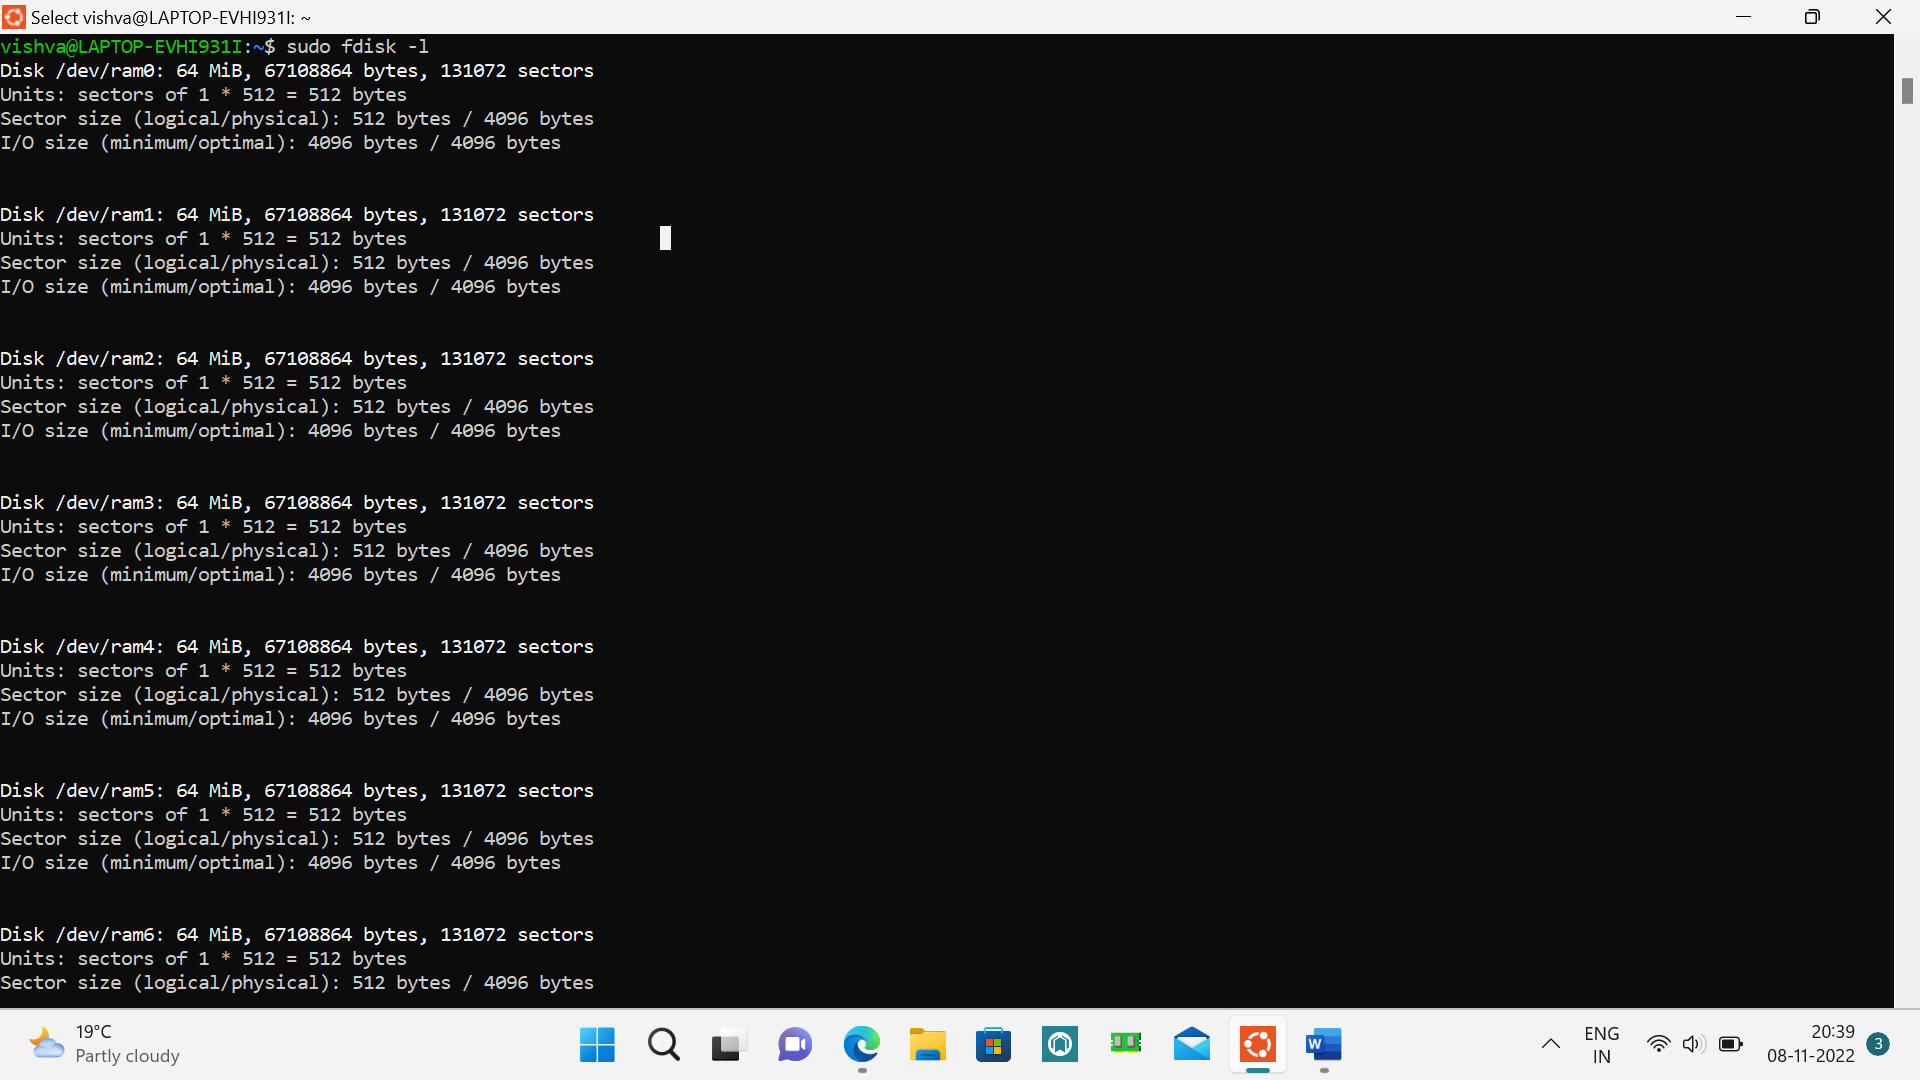 Select vishva@LAPTOP-EVHI931I: ~
vishva@LAPTOP-EVHI931I:~$ sudo fdisk -l
Disk /dev/ram0: 64 MiB, 67108864 bytes, 131072 sectors
Units: sectors of 1 * 512 = 512 bytes
Sector size (logical/physical): 512 bytes / 4096 bytes
I/O size (minimum/optimal): 4096 bytes / 4096 bytes
Disk /dev/ram1: 64 MiB, 67108864 bytes, 131072 sectors
Units: sectors of 1 * 512 = 512 bytes
Sector size (logical/physical): 512 bytes / 4096 bytes
I/O size (minimum/optimal): 4096 bytes / 4096 bytes
Disk /dev/ram2: 64 MiB, 67108864 bytes, 131072 sectors
Units: sectors of 1 * 512 = 512 bytes
Sector size (logical/physical): 512 bytes / 4096 bytes
I/O size (minimum/optimal): 4096 bytes / 4096 bytes
Disk /dev/ram3: 64 MiB, 67108864 bytes, 131072 sectors
Units: sectors of 1 * 512 = 512 bytes
Sector size (logical/physical): 512 bytes / 4096 bytes
I/O size (minimum/optimal): 4096 bytes / 4096 bytes
Disk /dev/ram4: 64 MiB, 67108864 bytes, 131072 sectors
Units: sectors of 1 * 512 = 512 bytes
Sector size (logical/physical): 512 bytes / 4096 bytes
I/O size (minimum/optimal): 4096 bytes / 4096 bytes
Disk /dev/ram5: 64 MiB, 67108864 bytes, 131072 sectors
Units: sectors of 1 * 512 = 512 bytes
Sector size (logical/physical): 512 bytes / 4096 bytes
I/O size (minimum/optimal): 4096 bytes / 4096 bytes
Disk /dev/ram6: 64 MiB, 67108864 bytes, 131072 sectors
Units: sectors of 1 * 512 = 512 bytes
Sector size (logical/physical): 512 bytes / 4096 bytes
19°C
Partly cloudy
W
ENG
IN
20:39
08-11-2022
3